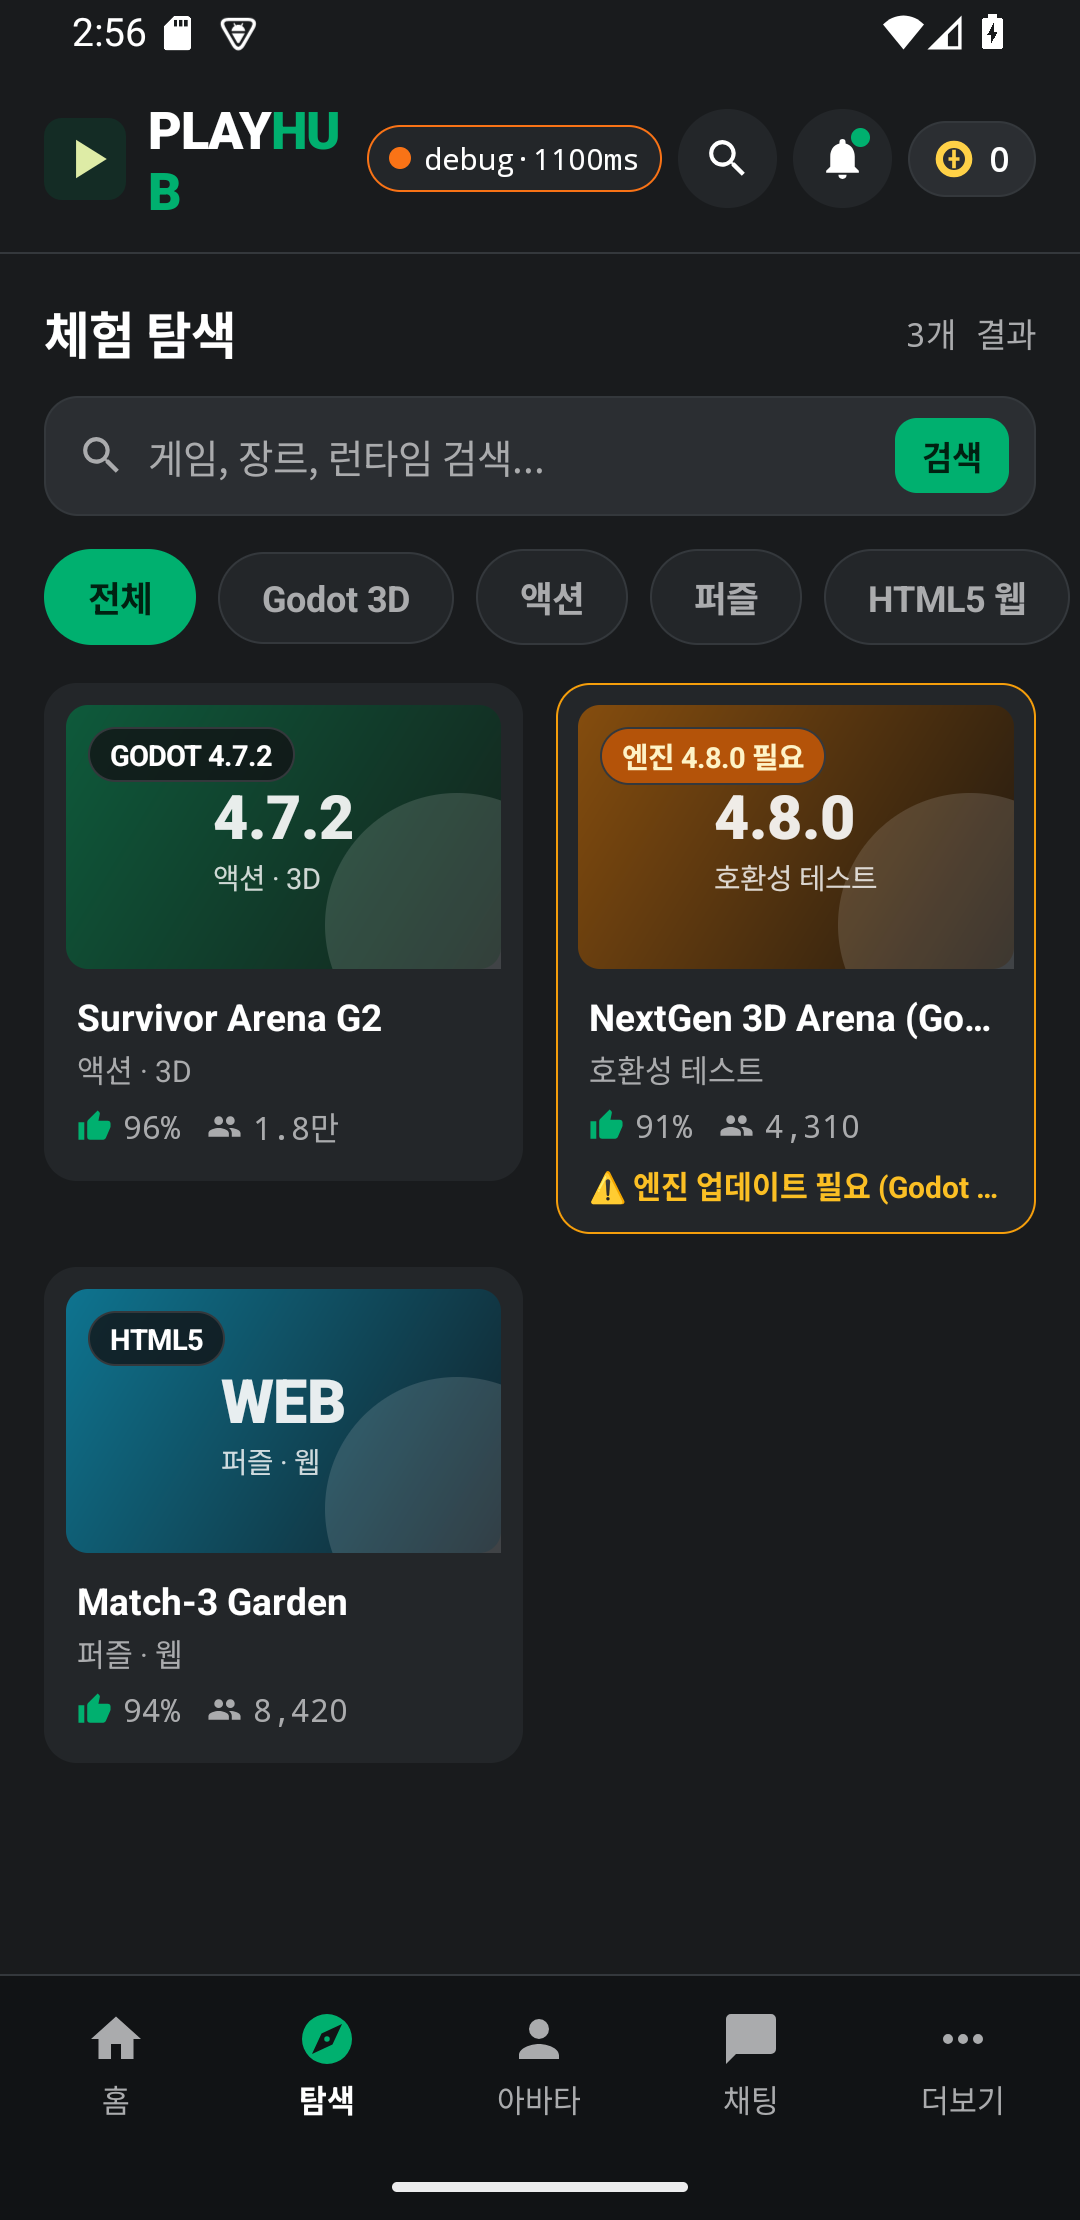 2:56
PLAYHU
B
debug·1100ms
0
체험 탐색
3개 결과
게임, 장르, 런타임 검색...
검색
전체
Godot 3D
액션
퍼즐
HTML5 웹
GODOT 4.7.2
4.7.2
액션 · 3D
Survivor Arena G2
액션 · 3D
96%
1.8만
엔진 4.8.0 필요
4.8.0
호환성 테스트
NextGen 3D Arena (Go...
호환성 테스트
91%
4,310
⚠️ 엔진 업데이트 필요 (Godot ...
HTML5
WEB
퍼즐 · 웹
Match-3 Garden
퍼즐 · 웹
94%
8,420
홈
탐색
아바타
채팅
더보기